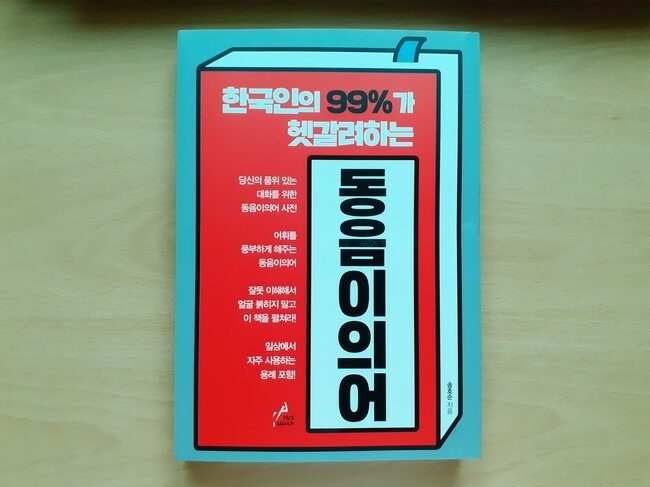 한국인의 99%가
헷갈려하는
동음이의어
당신의 품위 있는
대화를 위한
동음이의어 사전
어휘를
풍부하게 해주는
동음이의어
잘못 이해해서
얼굴 붉히지 말고
이 책을 펼쳐라!
일상에서
자주 사용하는
용례 포함!
지음